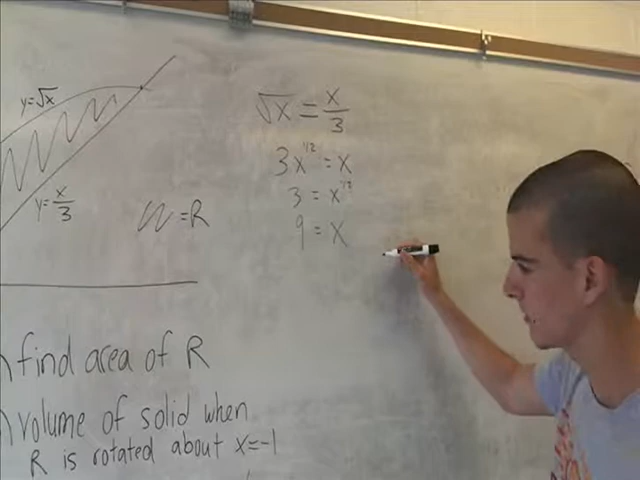 y=√x
√x = x/3
3x^1/2 = x
y=x/3
3 = x^1/2
= R
9 = x
find area of R
volume of solid when
R is rotated about x=-1